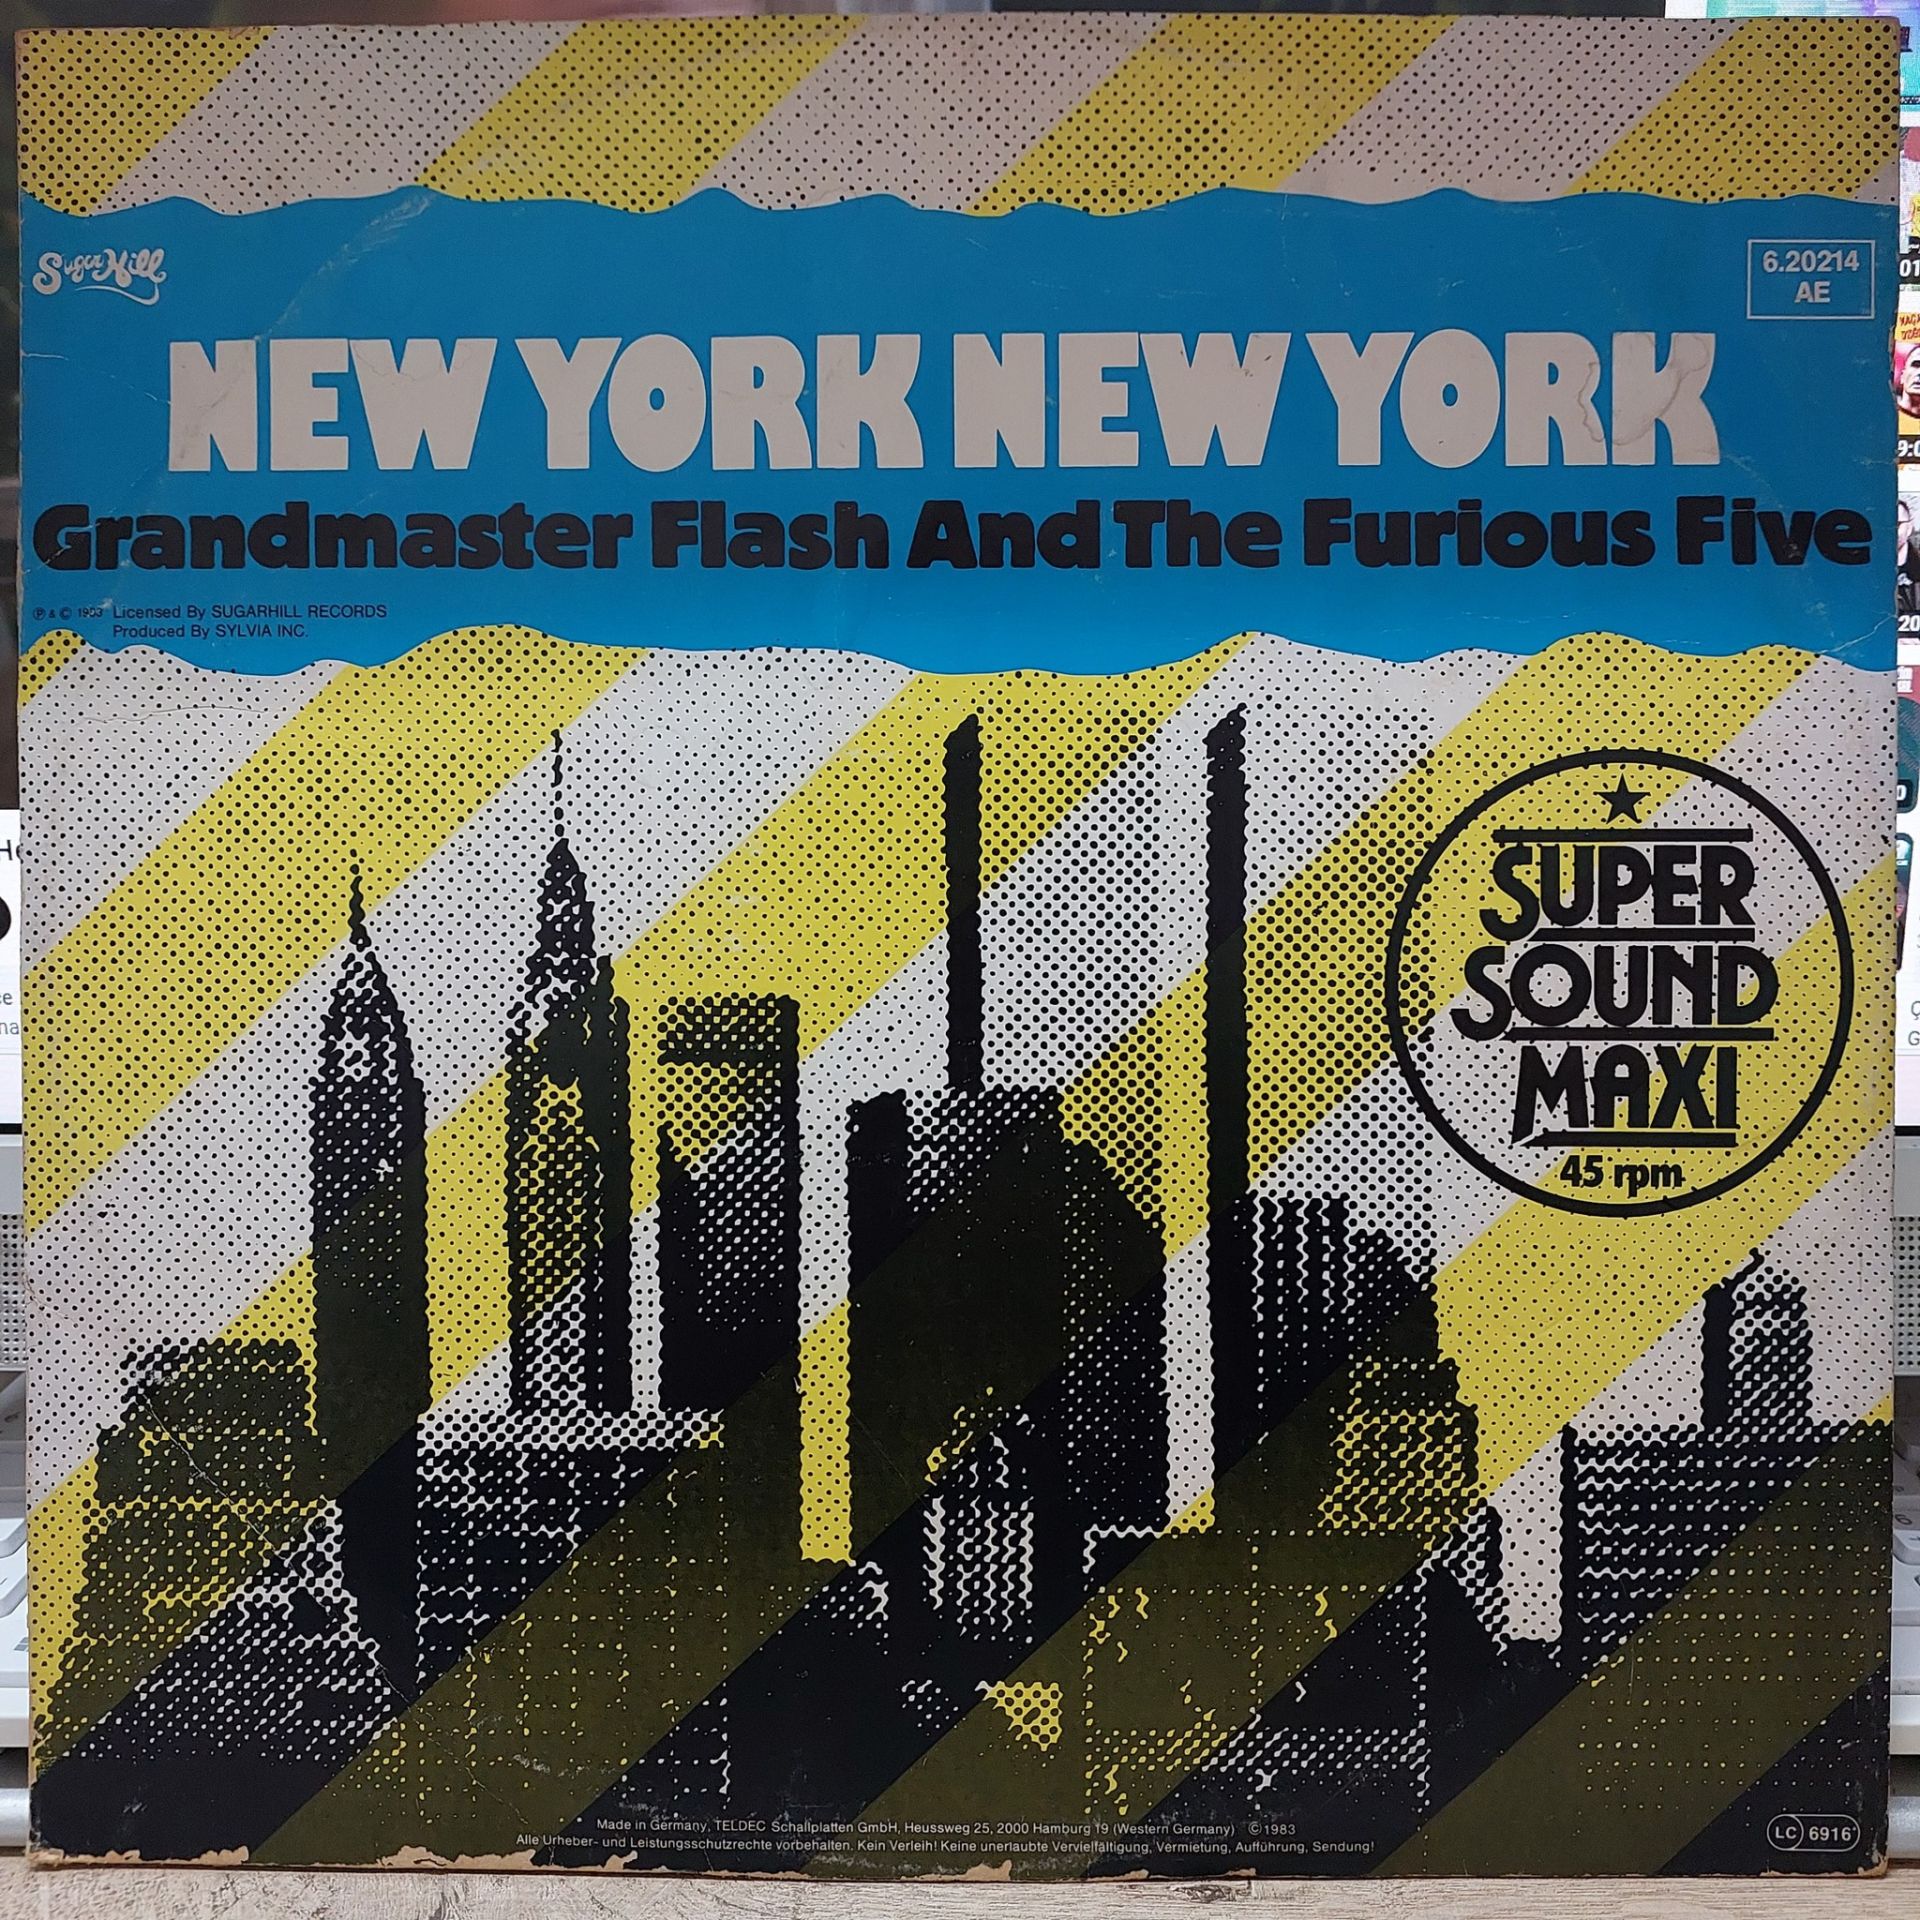 Sugar Hill
6.20214
AE
NEW YORK NEW YORK
Grandmaster Flash And The Furious Five
℗ & © 1983 Licensed By SUGARHILL RECORDS
Produced By SYLVIA INC.
★
SUPER
SOUND
MAXI
45 rpm
Made in Germany, TELDEC Schallplatten GmbH, Heussweg 25, 2000 Hamburg 19 (Western Germany) ©1983
Alle Urheber- und Leistungsschutzrechte vorbehalten. Kein Verleih! Keine unerlaubte Vervielfältigung, Vermietung, Aufführung, Sendung!
LC 6916